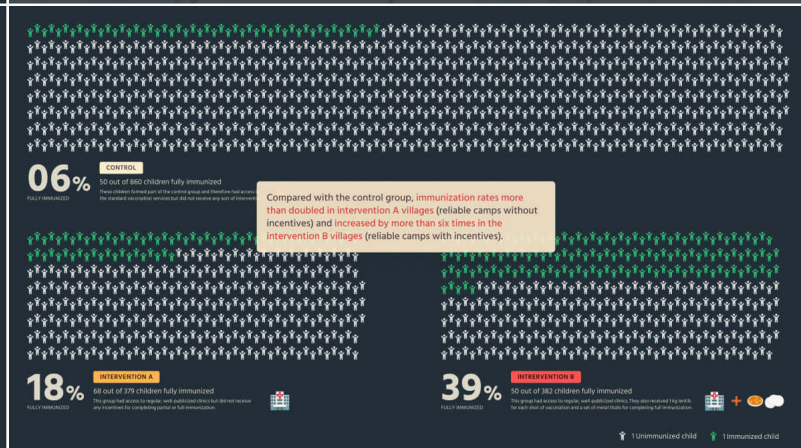 06%
FULLY IMMUNIZED
CONTROL
50 out of 860 children fully immunized
These children formed part of the control group and therefore had access
the standard vaccination services but did not receive any sort of
Compared with the control group, immunization rates more
than doubled in intervention A villages (reliable camps without
incentives) and increased by more than six times in the
intervention B villages (reliable camps with incentives).
18%
FULLY IMMUNIZED
INTERVENTION A
68 out of 379 children fully immunized
This group had access to regular, well-publicized clinics but did not receive
any incentives for completing partial or full-immunization.
39%
FULLY IMMUNIZED
INTREVENTION B
50 out of 382 children fully immunized
This group had access to regular, well-publicized clinics. They also received 1 kg lentils
for each shot of vaccination and a set of metal thalis for completing full immunization.
1 Unimmunized child
1 Immunized child